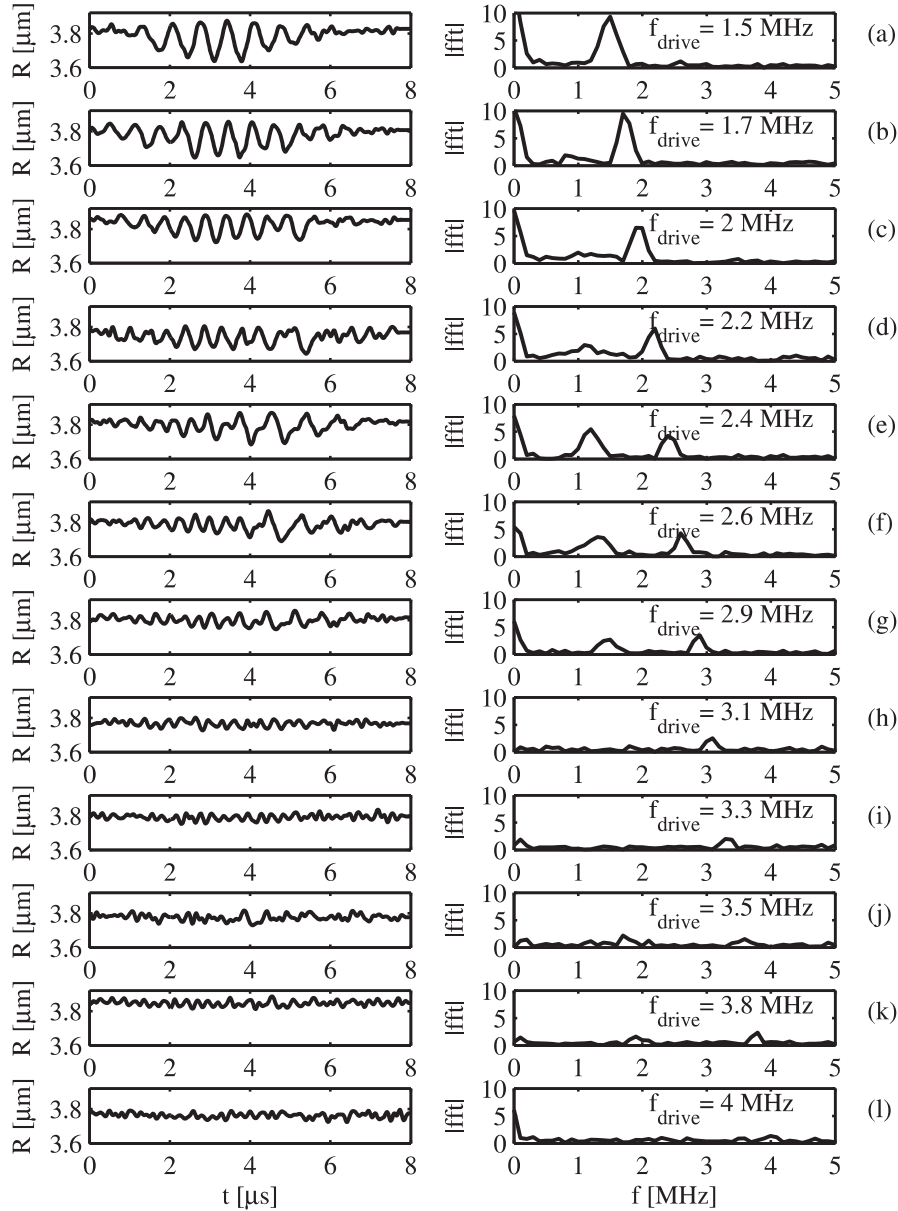 R [μm] 3.8 3.6 |fft| 10 5 0 fdrive = 1.5 MHz (a)
0 2 4 6 8 0 1 2 3 4 5
R [μm] 3.8 3.6 |fft| 10 5 0 fdrive = 1.7 MHz (b)
0 2 4 6 8 0 1 2 3 4 5
R [μm] 3.8 3.6 |fft| 10 5 0 fdrive = 2 MHz (c)
0 2 4 6 8 0 1 2 3 4 5
R [μm] 3.8 3.6 |fft| 10 5 0 fdrive = 2.2 MHz (d)
0 2 4 6 8 0 1 2 3 4 5
R [μm] 3.8 3.6 |fft| 10 5 0 fdrive = 2.4 MHz (e)
0 2 4 6 8 0 1 2 3 4 5
R [μm] 3.8 3.6 |fft| 10 5 0 fdrive = 2.6 MHz (f)
0 2 4 6 8 0 1 2 3 4 5
R [μm] 3.8 3.6 |fft| 10 5 0 fdrive = 2.9 MHz (g)
0 2 4 6 8 0 1 2 3 4 5
R [μm] 3.8 3.6 |fft| 10 5 0 fdrive = 3.1 MHz (h)
0 2 4 6 8 0 1 2 3 4 5
R [μm] 3.8 3.6 |fft| 10 5 0 fdrive = 3.3 MHz (i)
0 2 4 6 8 0 1 2 3 4 5
R [μm] 3.8 3.6 |fft| 10 5 0 fdrive = 3.5 MHz (j)
0 2 4 6 8 0 1 2 3 4 5
R [μm] 3.8 3.6 |fft| 10 5 0 fdrive = 3.8 MHz (k)
0 2 4 6 8 0 1 2 3 4 5
R [μm] 3.8 3.6 |fft| 10 5 0 fdrive = 4 MHz (l)
0 2 4 6 8 0 1 2 3 4 5
t [μs] f [MHz]